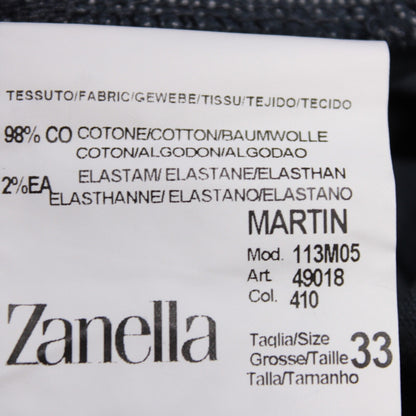 TESSUTO/FABRIC/GEWEBE/TISSU/TEJIDO/TECIDO
98% CO COTONE/COTTON/BAUMWOLLE
COTON/ALGODON/ALGODAO
2%EA ELASTAM/ELASTANE/ELASTHAN
ELASTHANNE/ELASTANO/ELASTANO
MARTIN
Mod. 113M05
Art. 49018
Col. 410
Zanella
Taglia/Size
Grosse/Taille 33
Talla/Tamanho